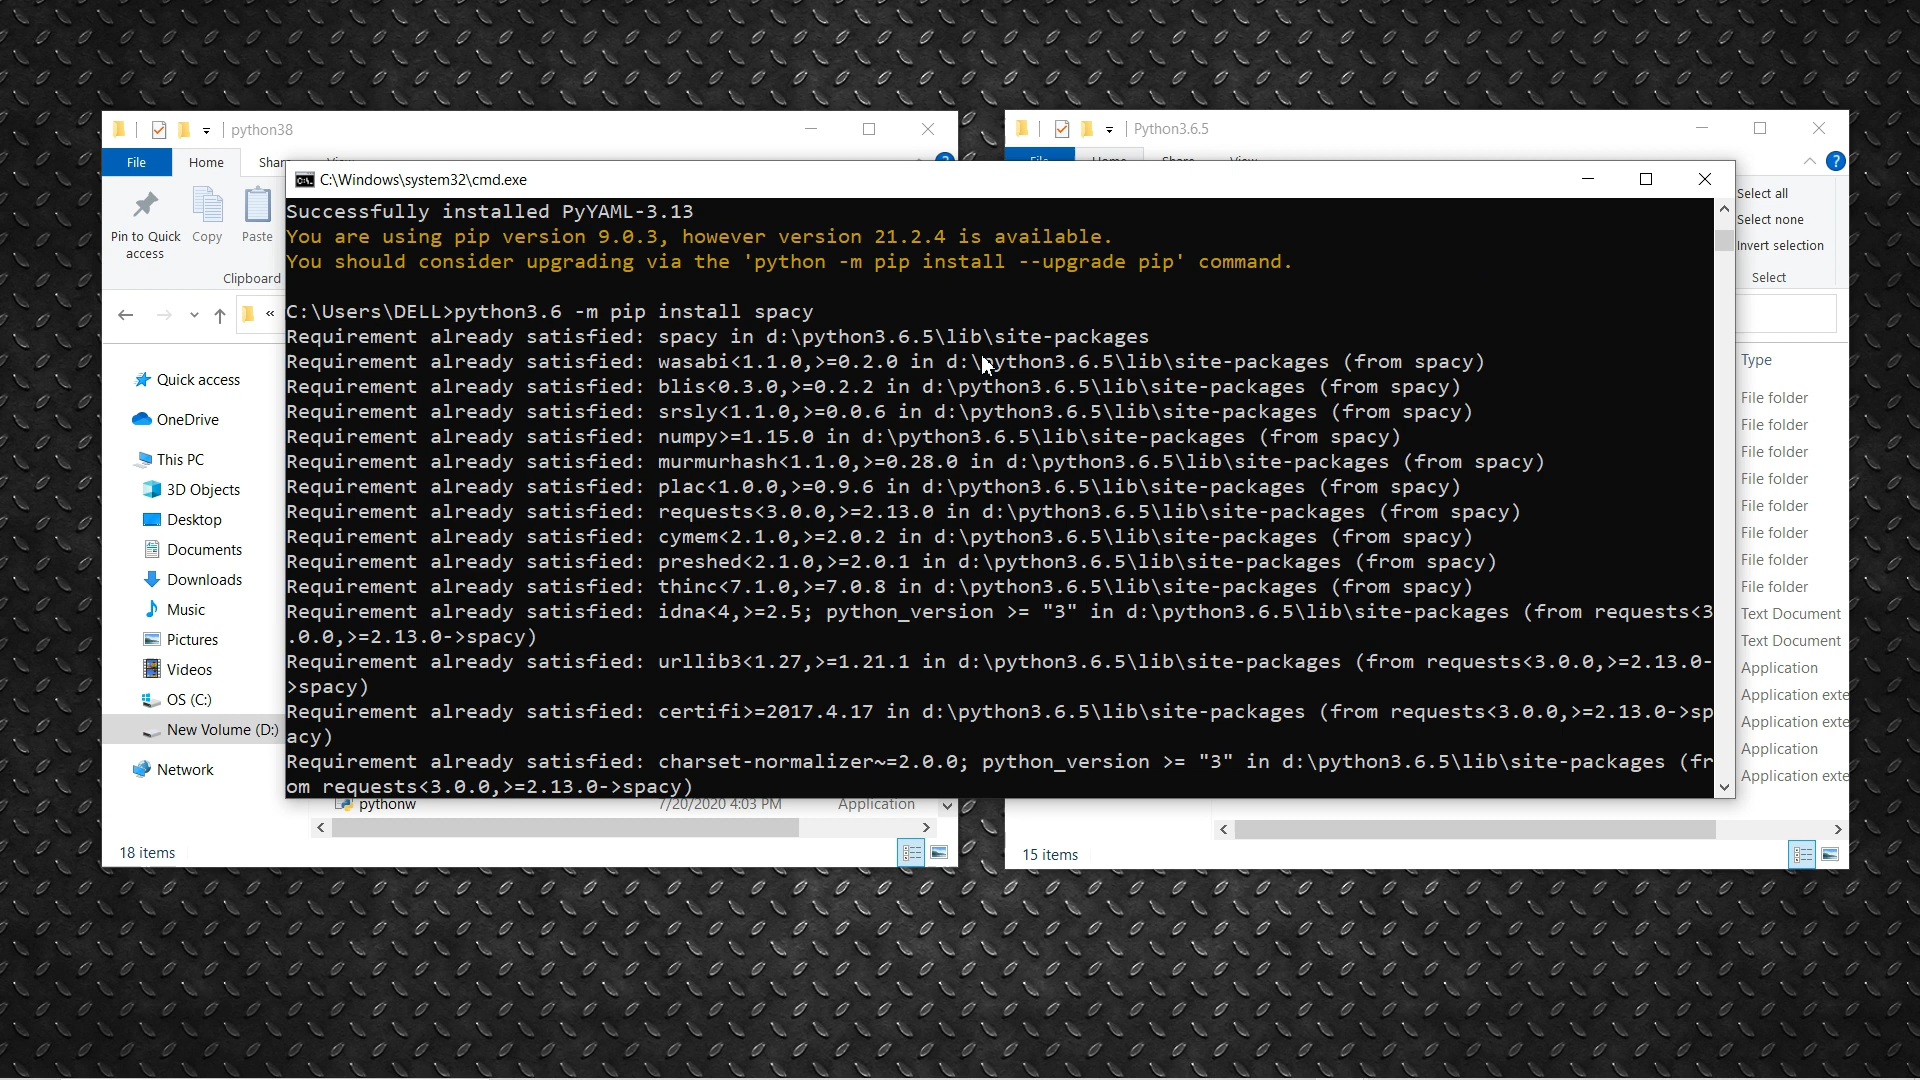 python38
File Home
Pin to Quick access Copy Paste
Clipboard
«
Quick access
OneDrive
This PC
3D Objects
Desktop
Documents
Downloads
Music
Pictures
Videos
OS (C:)
New Volume (D:)
Network
pythonw 7/20/2020 4:03 PM Application
18 items
C:\Windows\system32\cmd.exe
Successfully installed PyYAML-3.13
You are using pip version 9.0.3, however version 21.2.4 is available.
You should consider upgrading via the 'python -m pip install --upgrade pip' command.
C:\Users\DELL>python3.6 -m pip install spacy
Requirement already satisfied: spacy in d:\python3.6.5\lib\site-packages
Requirement already satisfied: wasabi<1.1.0,>=0.2.0 in d:\python3.6.5\lib\site-packages (from spacy)
Requirement already satisfied: blis<0.3.0,>=0.2.2 in d:\python3.6.5\lib\site-packages (from spacy)
Requirement already satisfied: srsly<1.1.0,>=0.0.6 in d:\python3.6.5\lib\site-packages (from spacy)
Requirement already satisfied: numpy>=1.15.0 in d:\python3.6.5\lib\site-packages (from spacy)
Requirement already satisfied: murmurhash<1.1.0,>=0.28.0 in d:\python3.6.5\lib\site-packages (from spacy)
Requirement already satisfied: plac<1.0.0,>=0.9.6 in d:\python3.6.5\lib\site-packages (from spacy)
Requirement already satisfied: requests<3.0.0,>=2.13.0 in d:\python3.6.5\lib\site-packages (from spacy)
Requirement already satisfied: cymem<2.1.0,>=2.0.2 in d:\python3.6.5\lib\site-packages (from spacy)
Requirement already satisfied: preshed<2.1.0,>=2.0.1 in d:\python3.6.5\lib\site-packages (from spacy)
Requirement already satisfied: thinc<7.1.0,>=7.0.8 in d:\python3.6.5\lib\site-packages (from spacy)
Requirement already satisfied: idna<4,>=2.5; python_version >= "3" in d:\python3.6.5\lib\site-packages (from requests<3
.0.0,>=2.13.0->spacy)
Requirement already satisfied: urllib3<1.27,>=1.21.1 in d:\python3.6.5\lib\site-packages (from requests<3.0.0,>=2.13.0-
>spacy)
Requirement already satisfied: certifi>=2017.4.17 in d:\python3.6.5\lib\site-packages (from requests<3.0.0,>=2.13.0->sp
acy)
Requirement already satisfied: charset-normalizer~=2.0.0; python_version >= "3" in d:\python3.6.5\lib\site-packages (fr
om requests<3.0.0,>=2.13.0->spacy)
Python3.6.5
Select all
Select none
Invert selection
Select
Type
File folder
File folder
File folder
File folder
File folder
File folder
File folder
File folder
Text Document
Text Document
Application
Application exte
Application exte
Application
Application exte
15 items